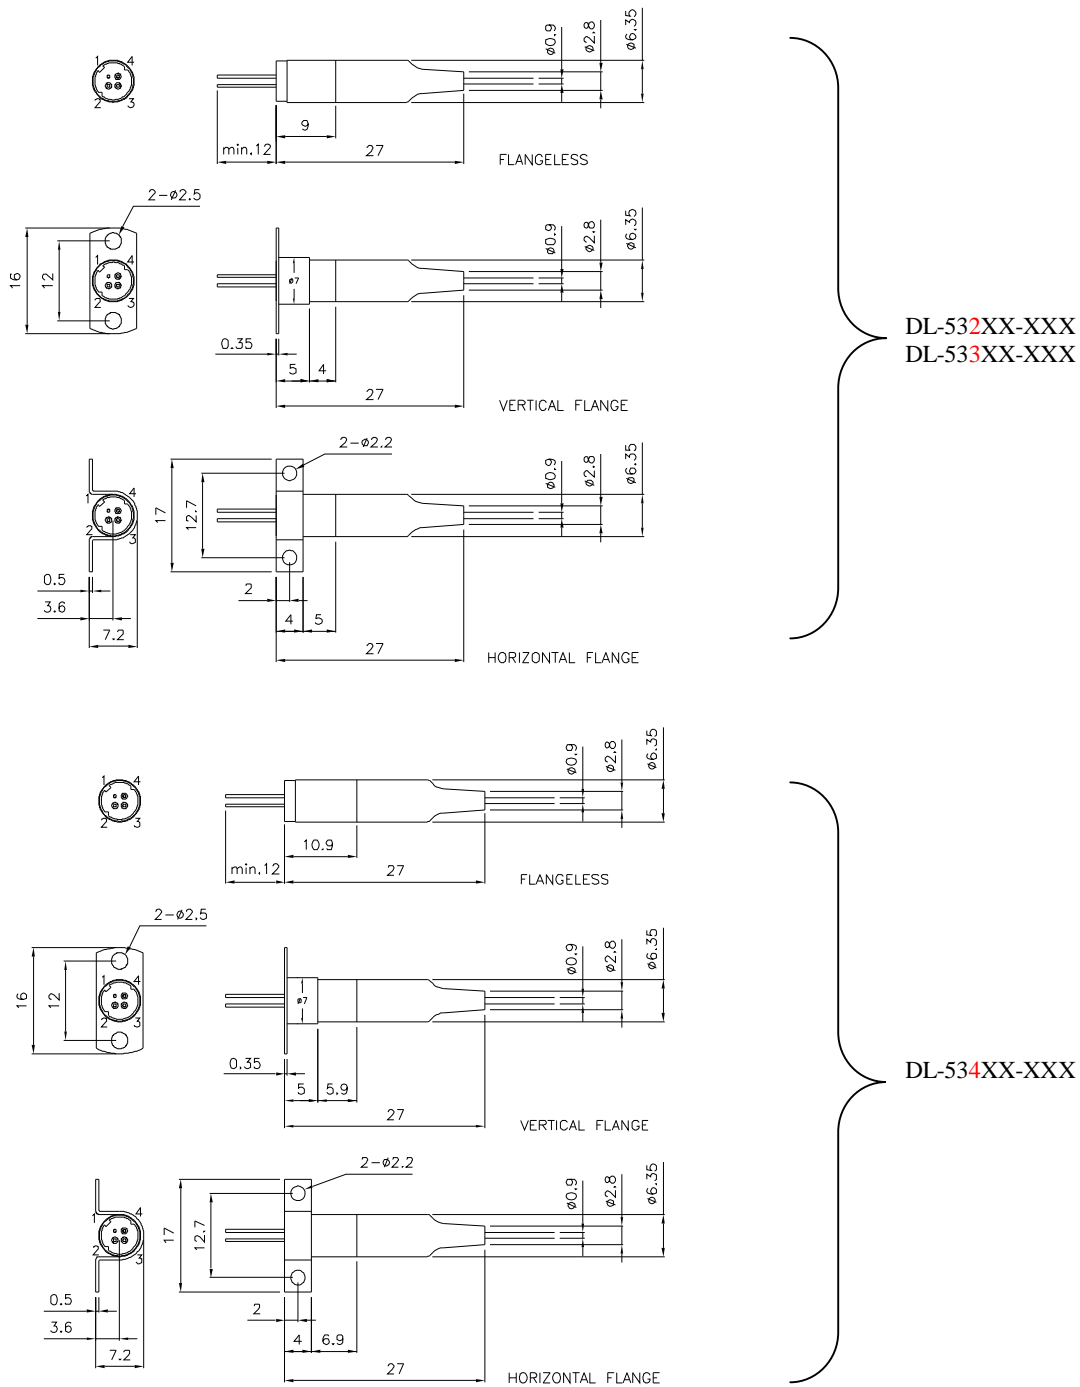 1 4
2 3
ø0.9
ø2.8
ø6.35
9
min.12
27
FLANGELESS
2-ø2.5
16
12
1 4
2 3
ø7
ø0.9
ø2.8
ø6.35
0.35
5
4
27
VERTICAL FLANGE
DL-532XX-XXX
DL-533XX-XXX
2-ø2.2
1 4
2 3
17
12.7
ø0.9
ø2.8
ø6.35
0.5
3.6
7.2
2
4
5
27
HORIZONTAL FLANGE
1 4
2 3
ø0.9
ø2.8
ø6.35
10.9
min.12
27
FLANGELESS
2-ø2.5
16
12
1 4
2 3
ø7
ø0.9
ø2.8
ø6.35
0.35
5
5.9
27
VERTICAL FLANGE
DL-534XX-XXX
2-ø2.2
1 4
2 3
17
12.7
ø0.9
ø2.8
ø6.35
0.5
3.6
7.2
2
4
6.9
27
HORIZONTAL FLANGE